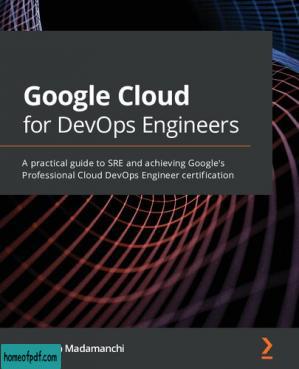 Google Cloud
for DevOps Engineers
A practical guide to SRE and achieving Google's
Professional Cloud DevOps Engineer certification
Madamanchi
homeofpdf.com